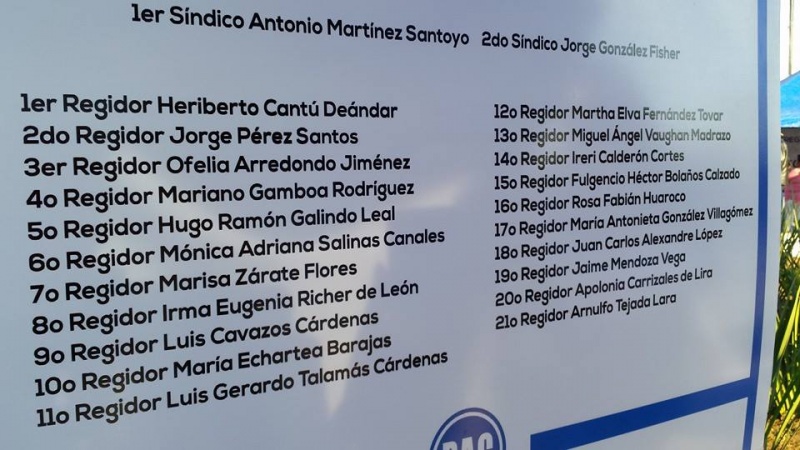 1er Síndico Antonio Martínez Santoyo 2do Síndico Jorge González Fisher
1er Regidor Heriberto Cantú Deándar
2do Regidor Jorge Pérez Santos
3er Regidor Ofelia Arredondo Jiménez
4o Regidor Mariano Gamboa Rodríguez
5o Regidor Hugo Ramón Galindo Leal
6o Regidor Mónica Adriana Salinas Canales
7o Regidor Marisa Zárate Flores
8o Regidor Irma Eugenia Richer de León
9o Regidor Luis Cavazos Cárdenas
10o Regidor María Echartea Barajas
11o Regidor Luis Gerardo Talamás Cárdenas
12o Regidor Martha Elva Fernández Tovar
13o Regidor Miguel Ángel Vaughan Madrazo
14o Regidor Ireri Calderón Cortes
15o Regidor Fulgencio Héctor Bolaños Calzado
16o Regidor Rosa Fabián Huaroco
17o Regidor María Antonieta González Villagómez
18o Regidor Juan Carlos Alexandre López
19o Regidor Jaime Mendoza Vega
20o Regidor Apolonia Carrizales de Lira
21o Regidor Arnulfo Tejada Lara